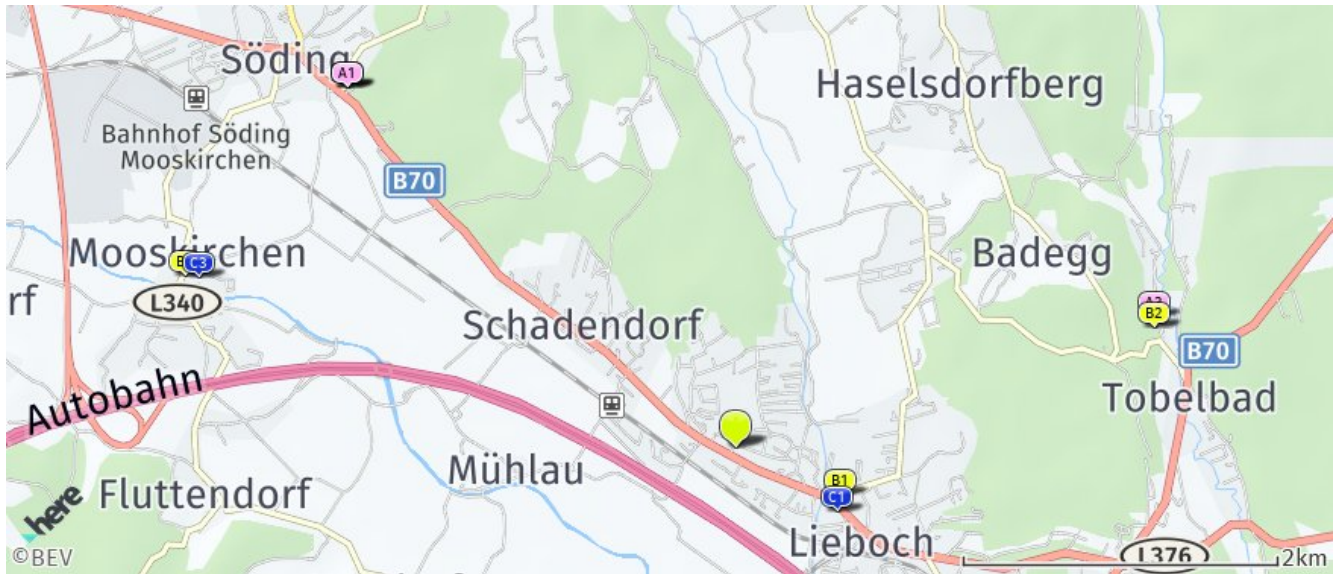 Söding
A1
Haselsdorfberg
Bahnhof Söding
Mooskirchen
B70
Mooskirchen
C3
Badegg
L340
rf
Schadendorf
B2
B70
Autobahn
Tobelbad
Mühlau
B1
C1
Fluttendorf
here
Lieboch
©BEV
L376
2km